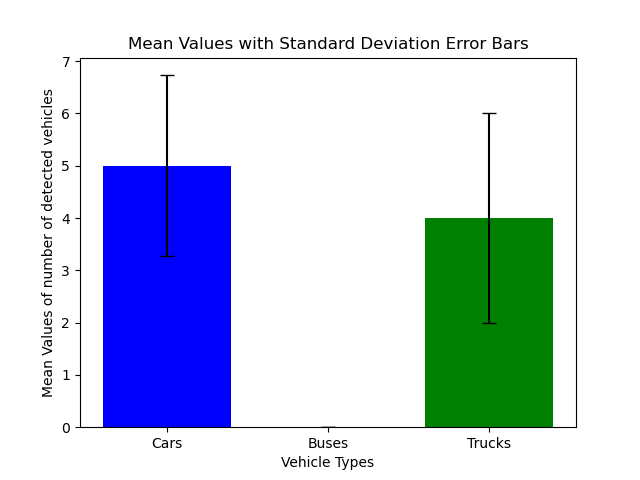 Mean Values with Standard Deviation Error Bars
Mean Values of number of detected vehicles
7
6
5
4
3
2
1
0
Cars
Buses
Trucks
Vehicle Types